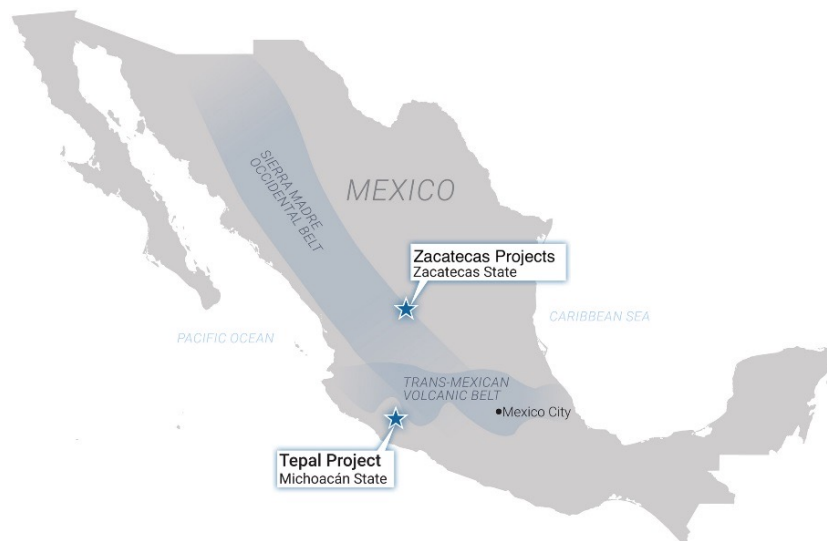 SIERRA MADRE
OCCIDENTAL BELT
MEXICO
Zacatecas Projects
Zacatecas State
PACIFIC OCEAN
CARIBBEAN SEA
TRANS-MEXICAN
VOLCANIC BELT
Mexico City
Tepal Project
Michoacán State